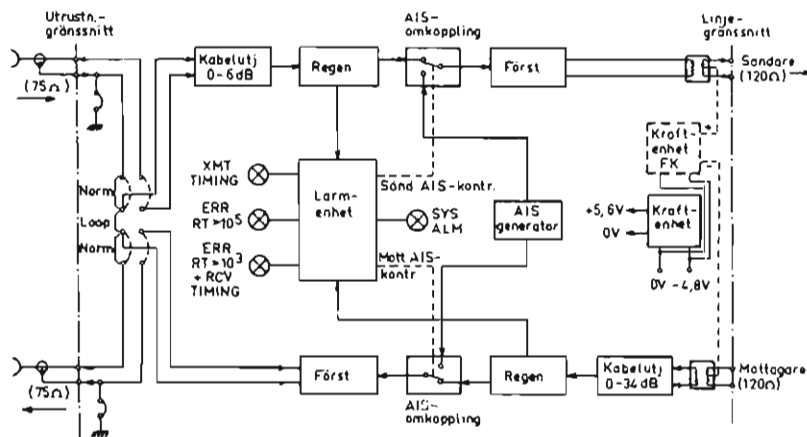 Utrustn.-
gränssnitt
AIS-
omkoppling
Linje-
gränssnitt
Kabelutj
0-6dB
Regen
Först
Sändare
(120Ω)
(75Ω)
Kraft-
enhet
FK
XMT
TIMING
Sänd AIS-kontr.
Norm
Larm-
enhet
+5,6V
Kraft-
enhet
ERR
RT>10⁵
SYS
ALM
AIS
generator
Loop
0V
Norm
ERR
RT>10³
+ RCV
TIMING
Mott AIS-
kontr
0V
-4,8V
Först
Regen
Kabelutj
0-34dB
Mottagare
(120Ω)
(75Ω)
AIS-
omkoppling